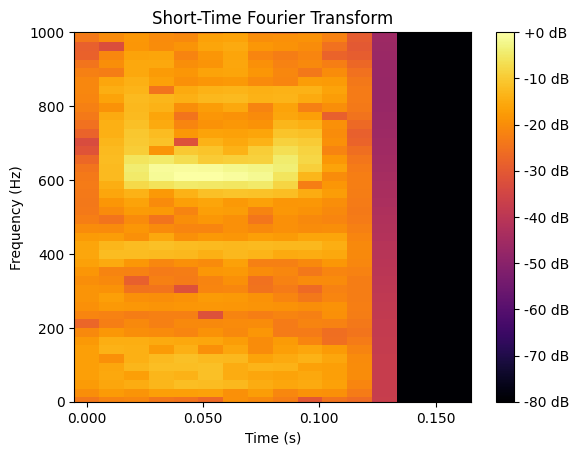 Short-Time Fourier Transform
1000
800
600
400
200
0
Frequency (Hz)
0.000
0.050
0.100
0.150
Time (s)
+0 dB
-10 dB
-20 dB
-30 dB
-40 dB
-50 dB
-60 dB
-70 dB
-80 dB